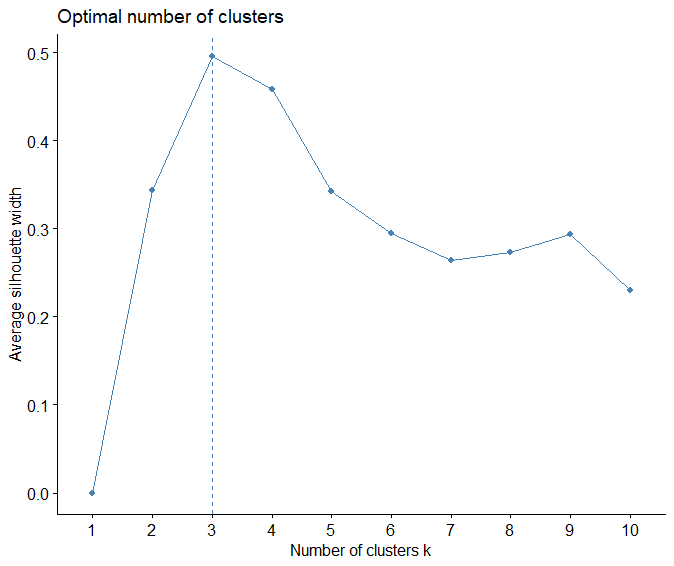 Optimal number of clusters
Average silhouette width
0.5
0.4
0.3
0.2
0.1
0.0
1 2 3 4 5 6 7 8 9 10
Number of clusters k